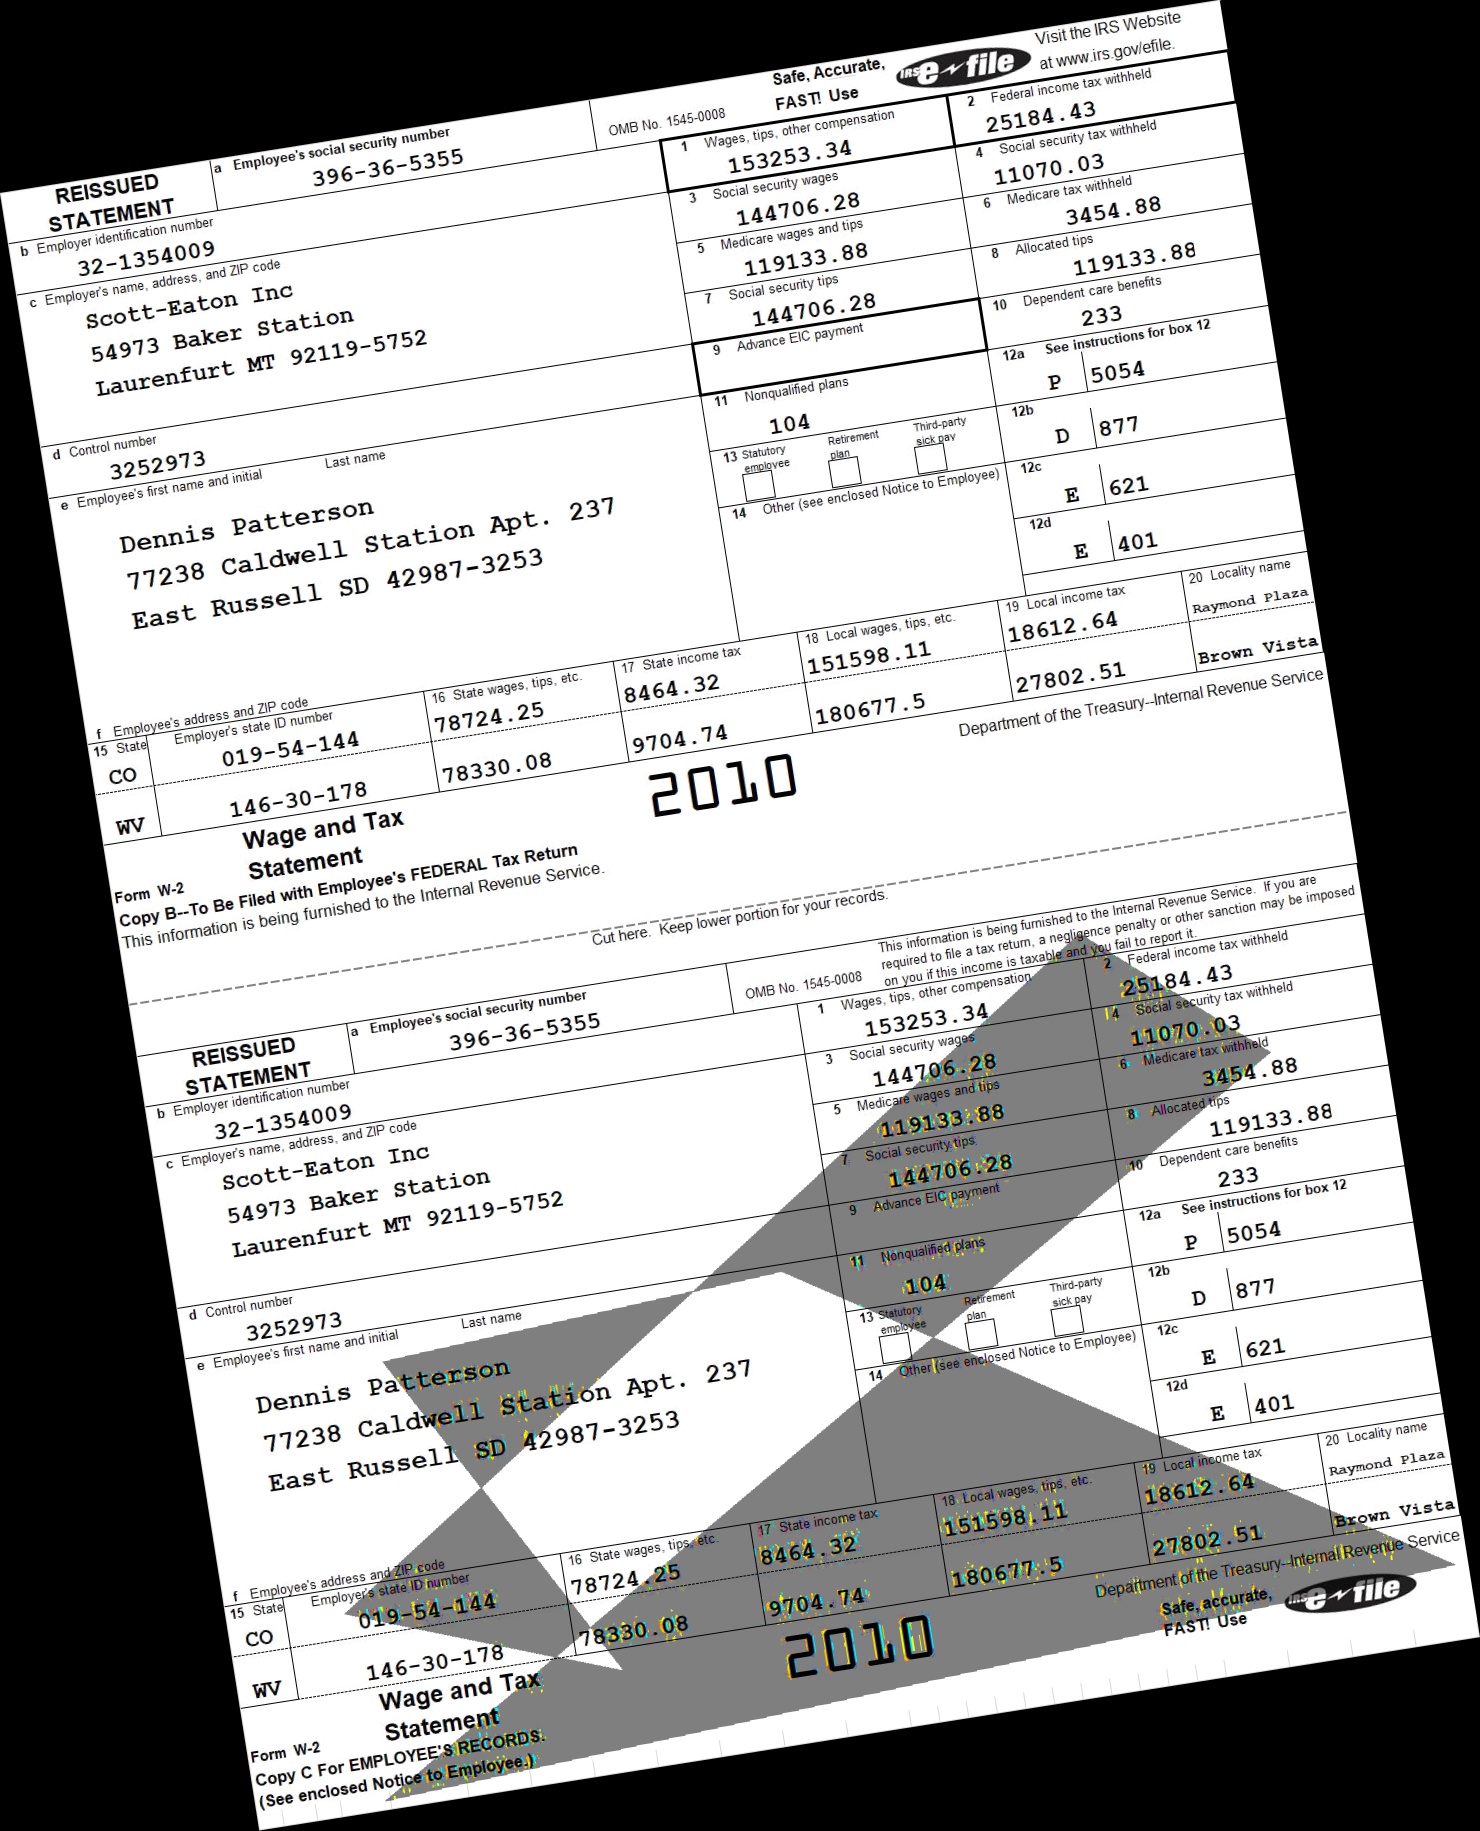 Safe, Accurate,
FAST! Use
IRS e-file
Visit the IRS Website
at www.irs.gov/efile.
REISSUED
STATEMENT
a Employee's social security number
396-36-5355
OMB No. 1545-0008
1 Wages, tips, other compensation
153253.34
2 Federal income tax withheld
25184.43
b Employer identification number
32-1354009
3 Social security wages
144706.28
4 Social security tax withheld
11070.03
c Employer's name, address, and ZIP code
Scott-Eaton Inc
54973 Baker Station
Laurenfurt MT 92119-5752
5 Medicare wages and tips
119133.88
6 Medicare tax withheld
3454.88
7 Social security tips
144706.28
8 Allocated tips
119133.88
d Control number
3252973
9 Advance EIC payment
10 Dependent care benefits
233
e Employee's first name and initial Last name
Dennis Patterson
77238 Caldwell Station Apt. 237
East Russell SD 42987-3253
11 Nonqualified plans
104
12a See instructions for box 12
P 5054
13 Statutory employee
Retirement plan
Third-party sick pay
12b
D 877
14 Other (see enclosed Notice to Employee)
12c
E 621
12d
E 401
f Employee's address and ZIP code
15 State Employer's state ID number
16 State wages, tips, etc.
17 State income tax
18 Local wages, tips, etc.
19 Local income tax
20 Locality name
CO 019-54-144 78724.25 8464.32 151598.11 18612.64 Raymond Plaza
WV 146-30-178 78330.08 9704.74 180677.5 27802.51 Brown Vista
Wage and Tax
Statement
2010
Department of the Treasury--Internal Revenue Service
Form W-2
Copy B--To Be Filed with Employee's FEDERAL Tax Return
This information is being furnished to the Internal Revenue Service.
Cut here. Keep lower portion for your records.
This information is being furnished to the Internal Revenue Service. If you are
required to file a tax return, a negligence penalty or other sanction may be imposed
on you if this income is taxable and you fail to report it.
REISSUED
STATEMENT
a Employee's social security number
396-36-5355
OMB No. 1545-0008
1 Wages, tips, other compensation
153253.34
2 Federal income tax withheld
25184.43
b Employer identification number
32-1354009
3 Social security wages
144706.28
4 Social security tax withheld
11070.03
c Employer's name, address, and ZIP code
Scott-Eaton Inc
54973 Baker Station
Laurenfurt MT 92119-5752
5 Medicare wages and tips
119133.88
6 Medicare tax withheld
3454.88
7 Social security tips
144706.28
8 Allocated tips
119133.88
d Control number
3252973
9 Advance EIC payment
10 Dependent care benefits
233
e Employee's first name and initial Last name
Dennis Patterson
77238 Caldwell Station Apt. 237
East Russell SD 42987-3253
11 Nonqualified plans
104
12a See instructions for box 12
P 5054
13 Statutory employee
Retirement plan
Third-party sick pay
12b
D 877
14 Other (see enclosed Notice to Employee)
12c
E 621
12d
E 401
f Employee's address and ZIP code
15 State Employer's state ID number
16 State wages, tips, etc.
17 State income tax
18 Local wages, tips, etc.
19 Local income tax
20 Locality name
CO 019-54-144 78724.25 8464.32 151598.11 18612.64 Raymond Plaza
WV 146-30-178 78330.08 9704.74 180677.5 27802.51 Brown Vista
Wage and Tax
Statement
2010
Department of the Treasury--Internal Revenue Service
Safe, accurate,
FAST! Use
IRS e-file
Form W-2
Copy C For EMPLOYEE'S RECORDS.
(See enclosed Notice to Employee.)